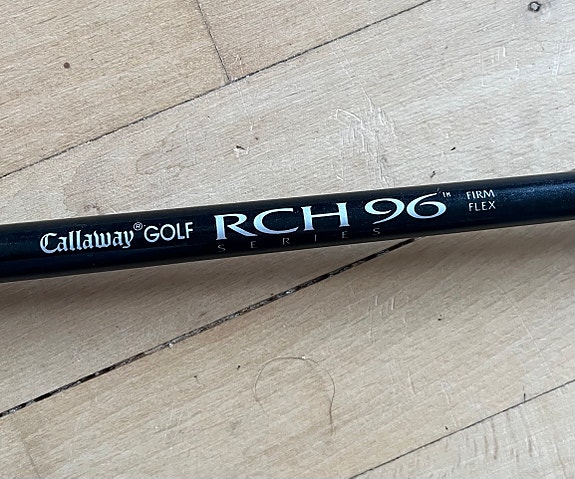 Callaway® GOLF RCH 96™ FIRM
SERIES FLEX